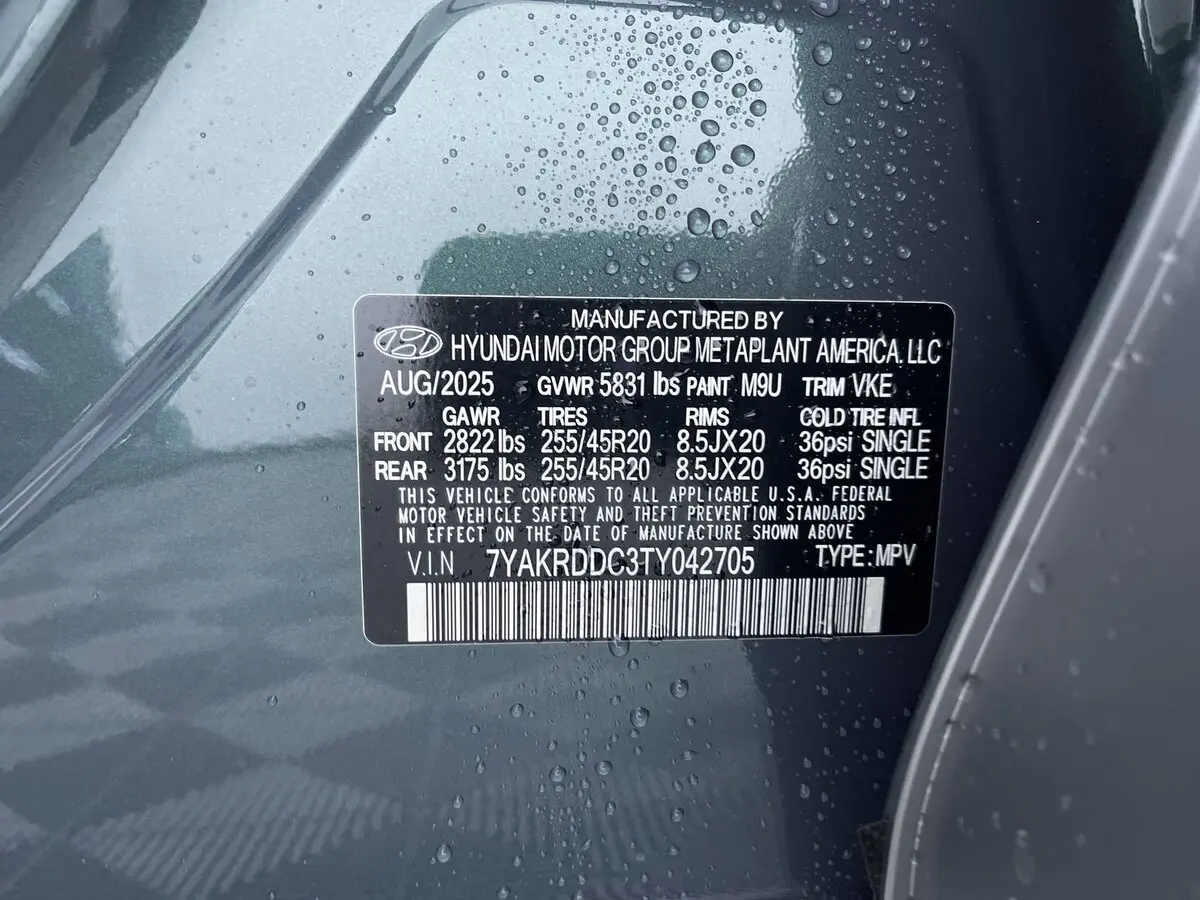 MANUFACTURED BY
HYUNDAI MOTOR GROUP METAPLANT AMERICA. LLC
AUG/2025 GVWR 5831 lbs PAINT M9U TRIM VKE
GAWR TIRES RIMS COLD TIRE INFL
FRONT 2822 lbs 255/45R20 8.5JX20 36psi SINGLE
REAR 3175 lbs 255/45R20 8.5JX20 36psi SINGLE
THIS VEHICLE CONFORMS TO ALL APPLICABLE U.S.A. FEDERAL
MOTOR VEHICLE SAFETY AND THEFT PREVENTION STANDARDS
IN EFFECT ON THE DATE OF MANUFACTURE SHOWN ABOVE
V.I.N 7YAKRDDC3TY042705 TYPE:MPV